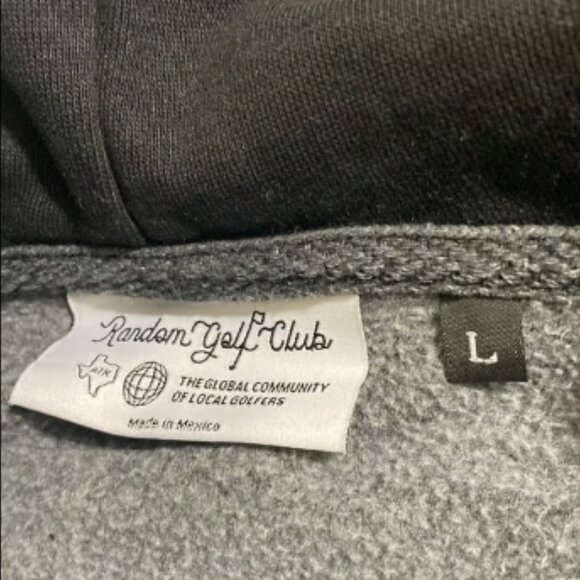 Random Golf Club
ATX
THE GLOBAL COMMUNITY
OF LOCAL GOLFERS
Made in Mexico
L